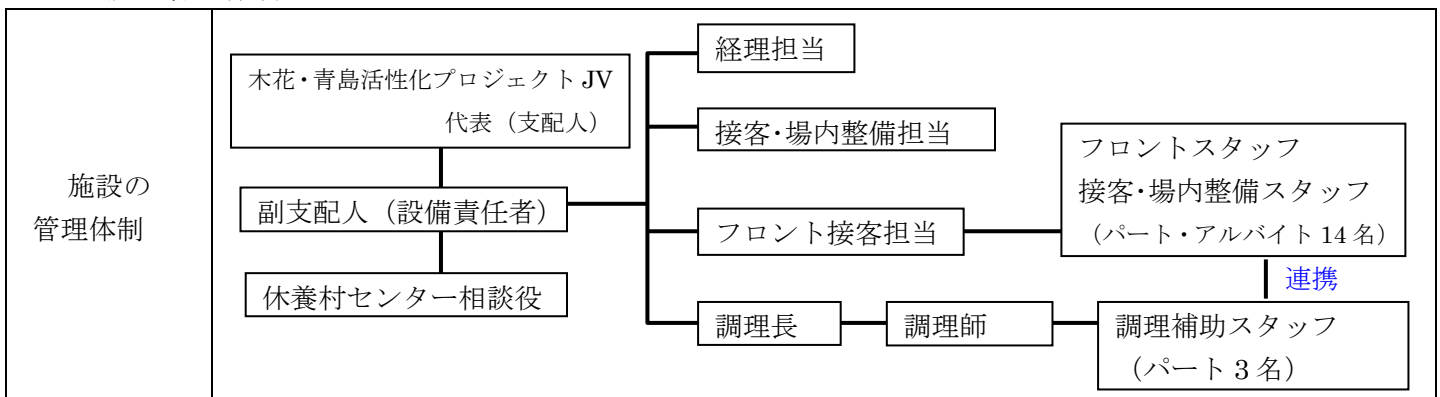 施設の
管理体制
木花・青島活性化プロジェクト JV
代表（支配人）
副支配人（設備責任者）
休養村センター相談役
経理担当
接客・場内整備担当
フロント接客担当
フロントスタッフ
接客・場内整備スタッフ
（パート・アルバイト 14 名）
連携
調理長
調理師
調理補助スタッフ
（パート 3 名）